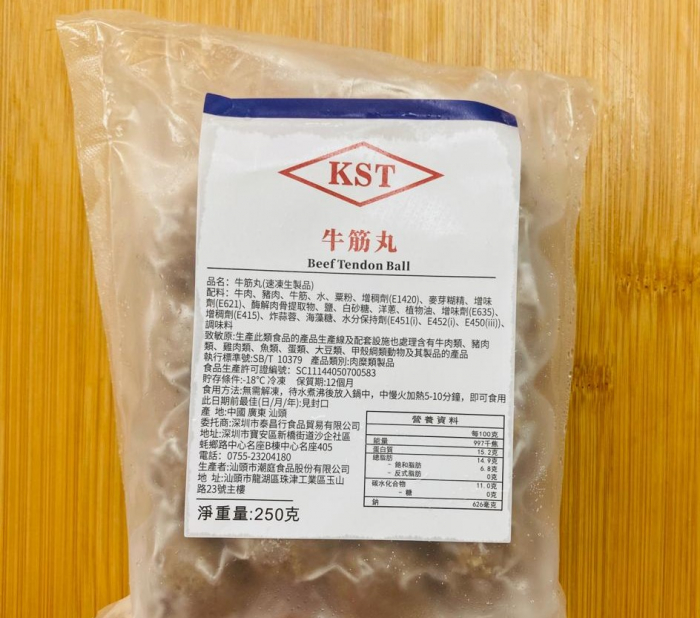 KST
牛筋丸
Beef Tendon Ball
品名：牛筋丸(速凍生製品)
配料：牛肉、豬肉、牛筋、水、粟粉、增稠劑(E1420)、麥芽糊精、增味
劑(E621)、酶解肉骨提取物、鹽、白砂糖、洋蔥、植物油、增味劑(E635)、
增稠劑(E415)、炸蒜蓉、海藻糖、水分保持劑(E451(i)、E452(i)、E450(iii))、
調味料
致敏原:生產此類食品的產品生產線及配套設施也處理含有牛肉類、豬肉
類、雞肉類、魚類、蛋類、大豆類、甲殼綱類動物及其製品的產品
執行標準號:SB/T 10379 產品類別:肉糜類製品
食品生產許可證編號：SC11144050700583
貯存條件:-18℃冷凍 保質期:12個月
食用方法:無需解凍，待水煮沸後放入鍋中，中慢火加熱5-10分鐘，即可食用
此日期前最佳(日/月/年):見封口
產 地:中國 廣東 汕頭
委托商:深圳市泰昌行食品貿易有限公司
地址:深圳市寶安區新橋街道沙企社區
蚝鄉路中心名座B棟中心名座405
電話：0755-23204180
生產者:汕頭市潮庭食品股份有限公司
地 址:汕頭市龍湖區珠津工業區玉山
路23號主樓
淨重量:250克
營養資料
每100克
能量 997千焦
蛋白質 15.2克
總脂肪 14.9克
- 飽和脂肪 6.8克
- 反式脂肪 0克
碳水化合物 11.0克
- 糖 0克
鈉 626毫克